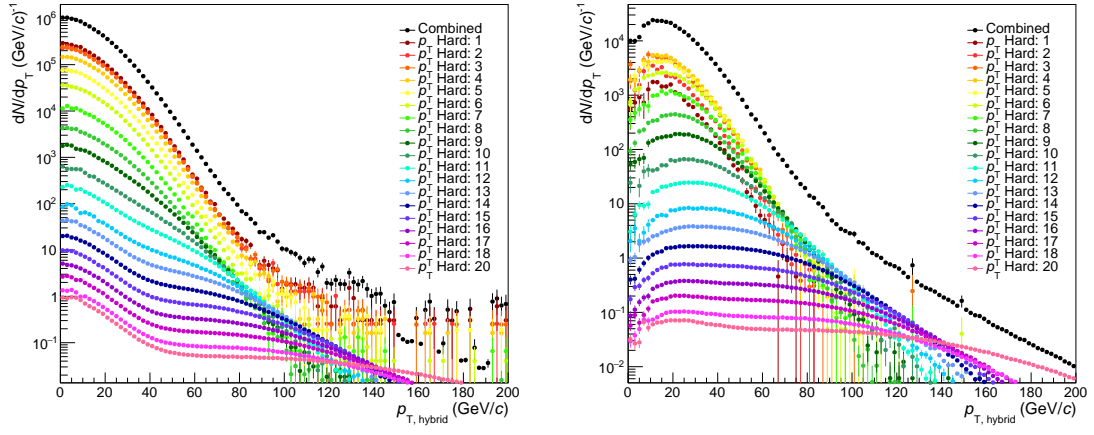 dN/dp_T (GeV/c)^-1
10^6
10^5
10^4
10^3
10^2
10
1
10^-1
0 20 40 60 80 100 120 140 160 180 200
p_T, hybrid (GeV/c)
Combined
p_T Hard: 1
p_T Hard: 2
p_T Hard: 3
p_T Hard: 4
p_T Hard: 5
p_T Hard: 6
p_T Hard: 7
p_T Hard: 8
p_T Hard: 9
p_T Hard: 10
p_T Hard: 11
p_T Hard: 12
p_T Hard: 13
p_T Hard: 14
p_T Hard: 15
p_T Hard: 16
p_T Hard: 17
p_T Hard: 18
p_T Hard: 20
dN/dp_T (GeV/c)^-1
10^4
10^3
10^2
10
1
10^-1
10^-2
0 20 40 60 80 100 120 140 160 180 200
p_T, hybrid (GeV/c)
Combined
p_T Hard: 1
p_T Hard: 2
p_T Hard: 3
p_T Hard: 4
p_T Hard: 5
p_T Hard: 6
p_T Hard: 7
p_T Hard: 8
p_T Hard: 9
p_T Hard: 10
p_T Hard: 11
p_T Hard: 12
p_T Hard: 13
p_T Hard: 14
p_T Hard: 15
p_T Hard: 16
p_T Hard: 17
p_T Hard: 18
p_T Hard: 20